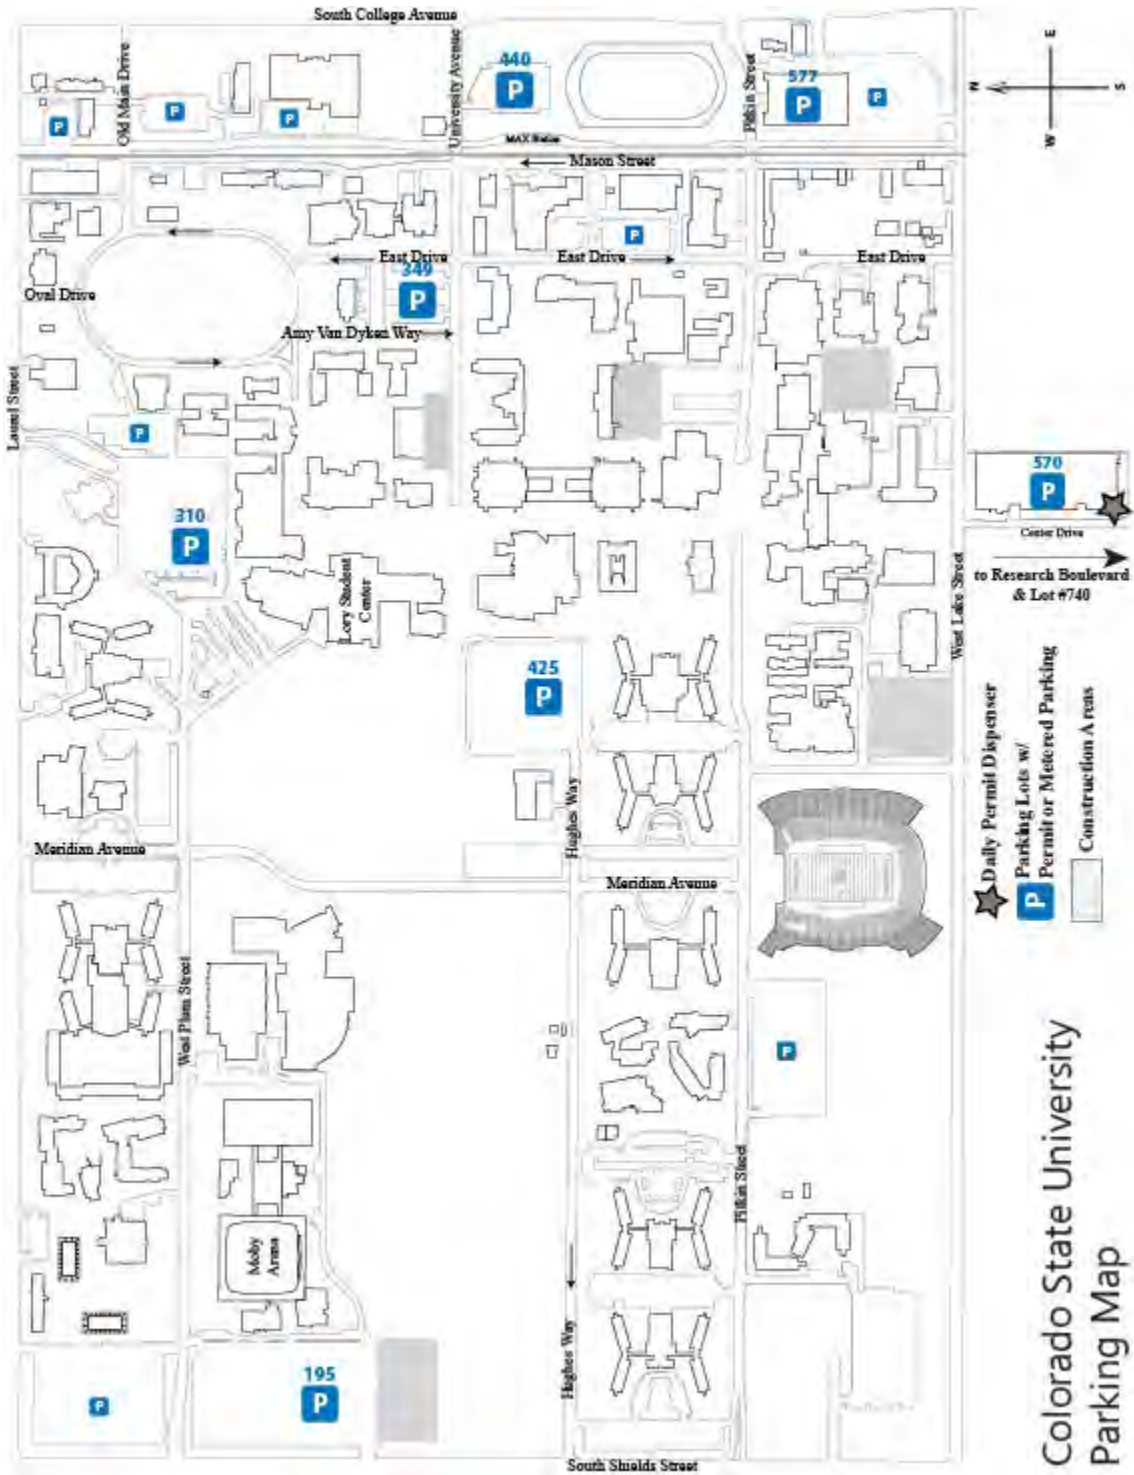 South College Avenue
Old Main Drive
University Avenue
440
P
Pitkin Street
577
P
P
P
P
P
N
E
S
W
MAX Station
Mason Street
P
East Drive
East Drive
East Drive
349
P
Oval Drive
Amy Van Dyken Way
Laurel Street
P
310
P
570
P
Center Drive
to Research Boulevard
& Lot #740
Lory Student
Center
West Lake Street
425
P
Hughes Way
Meridian Avenue
Meridian Avenue
Daily Permit Dispenser
P
Parking Lots w/
Permit or Metered Parking
Construction Areas
West Plum Street
P
Pitkin Street
Moby
Arena
Hughes Way
195
P
P
South Shields Street
Colorado State University
Parking Map